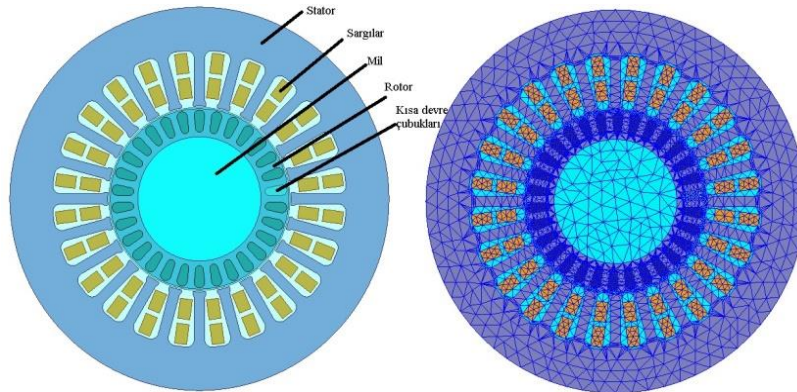 Stator
Sargılar
Mil
Rotor
Kısa devre
çubukları